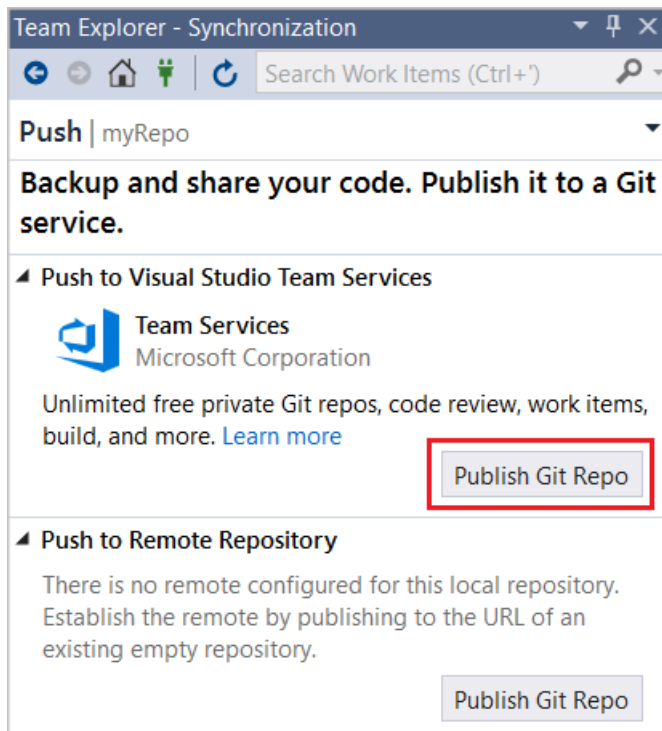 Team Explorer - Synchronization
Search Work Items (Ctrl+')
Push | myRepo
Backup and share your code. Publish it to a Git
service.
Push to Visual Studio Team Services
Team Services
Microsoft Corporation
Unlimited free private Git repos, code review, work items,
build, and more. Learn more
Publish Git Repo
Push to Remote Repository
There is no remote configured for this local repository.
Establish the remote by publishing to the URL of an
existing empty repository.
Publish Git Repo